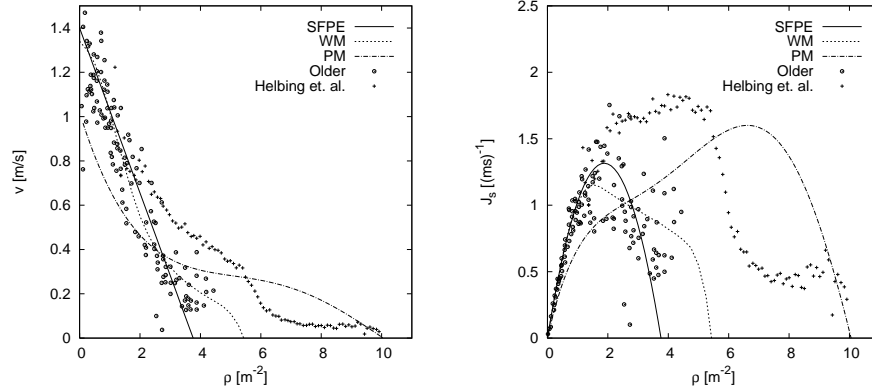 SFPE
WM
PM
Older
Helbing et. al.
1.4
1.2
1
0.8
0.6
0.4
0.2
0
v [m/s]
0 2 4 6 8 10
ρ [m⁻²]
SFPE
WM
PM
Older
Helbing et. al.
2.5
2
1.5
1
0.5
0
Jₛ [(ms)⁻¹]
0 2 4 6 8 10
ρ [m⁻²]